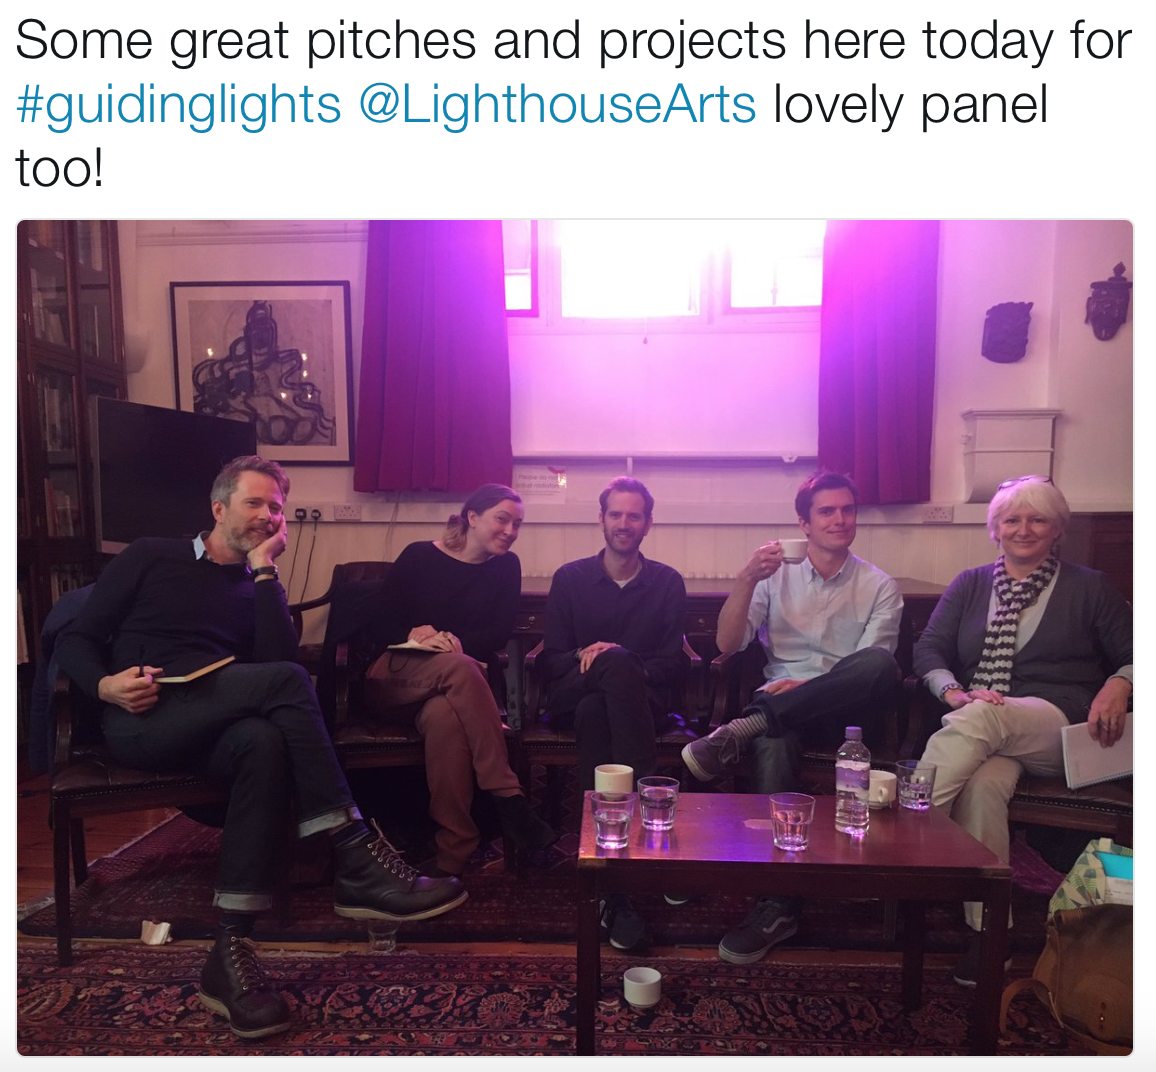 Some great pitches and projects here today for
#guidinglights @LighthouseArts lovely panel
too!